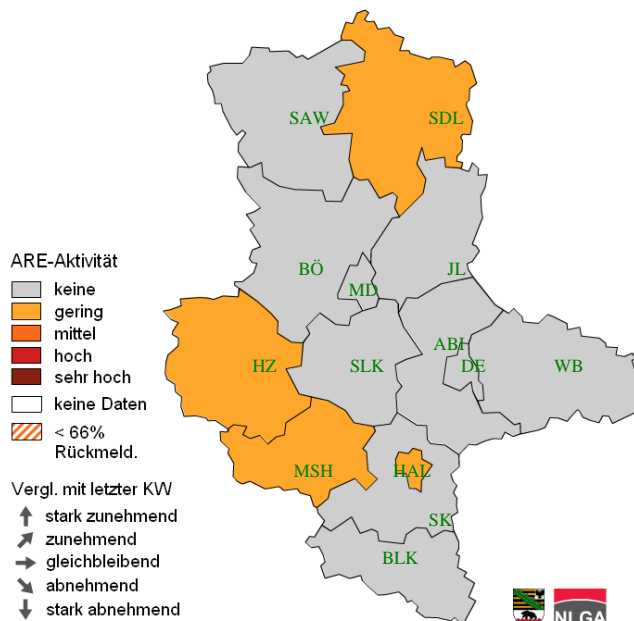 SAW
SDL
BÖ
MD
JL
HZ
SLK
ABI
DE
WB
MSH
HAL
SK
BLK
ARE-Aktivität
keine
gering
mittel
hoch
sehr hoch
keine Daten
< 66%
Rückmeld.
Vergl. mit letzter KW
stark zunehmend
zunehmend
gleichbleibend
abnehmend
stark abnehmend
NLGA